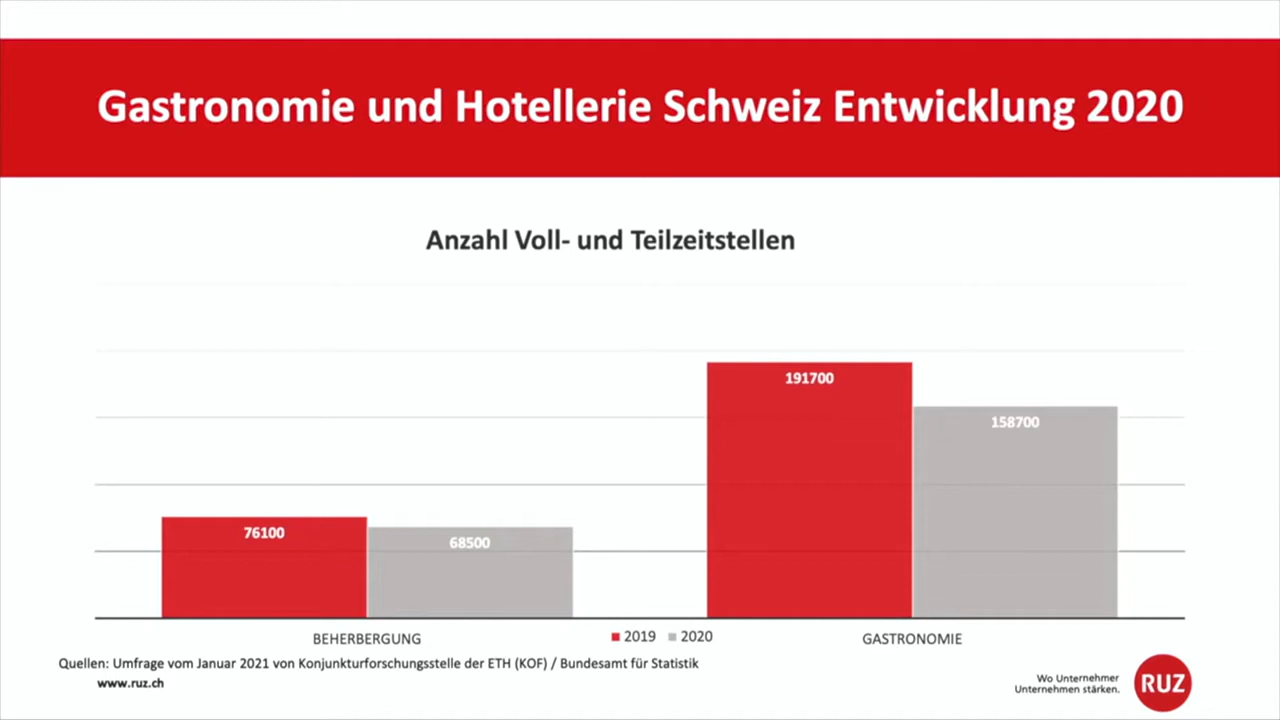 Gastronomie und Hotellerie Schweiz Entwicklung 2020
Anzahl Voll- und Teilzeitstellen
191700
158700
76100
68500
BEHERBERGUNG
2019 2020
GASTRONOMIE
Quellen: Umfrage vom Januar 2021 von Konjunkturforschungsstelle der ETH (KOF) / Bundesamt für Statistik
www.ruz.ch
Wo Unternehmer
Unternehmen stärken.
RUZ